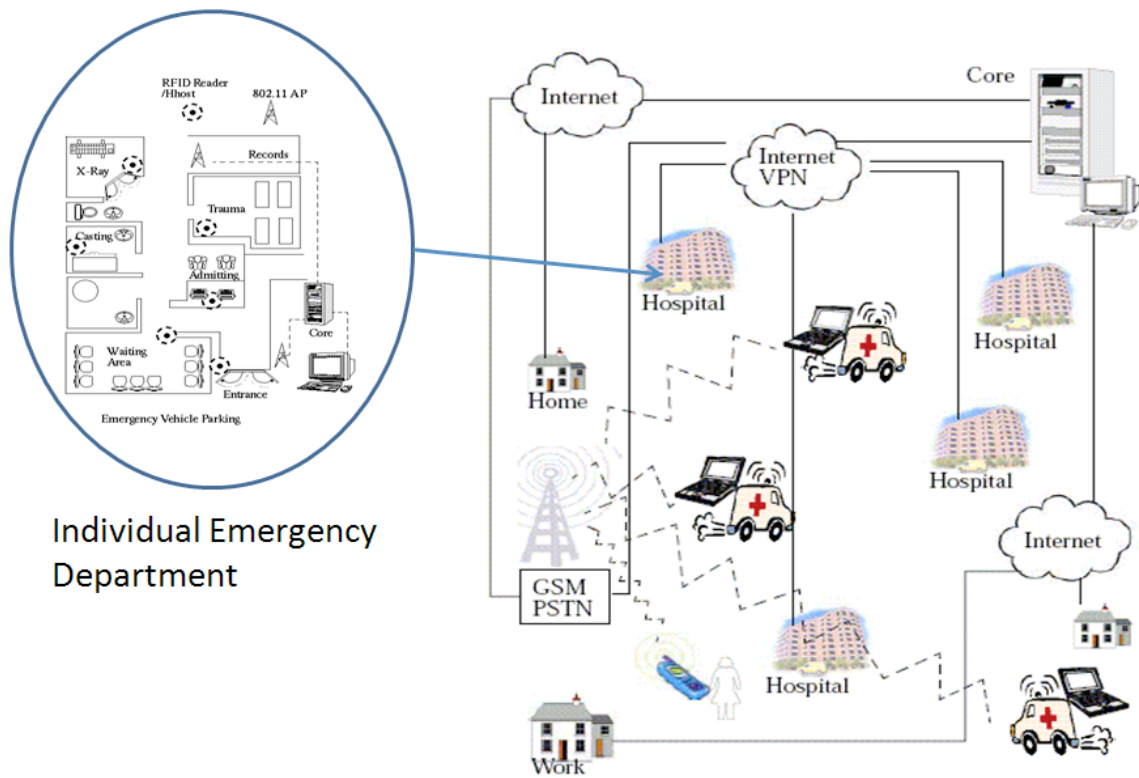 RFID Reader
/Hhost
802.11 AP
X-Ray
Records
Trauma
Casting
Admitting
Core
Waiting
Area
Entrance
Emergency Vehicle Parking
Individual Emergency
Department
Internet
Core
Internet
VPN
Hospital
Hospital
Home
Hospital
Internet
GSM
PSTN
Hospital
Work